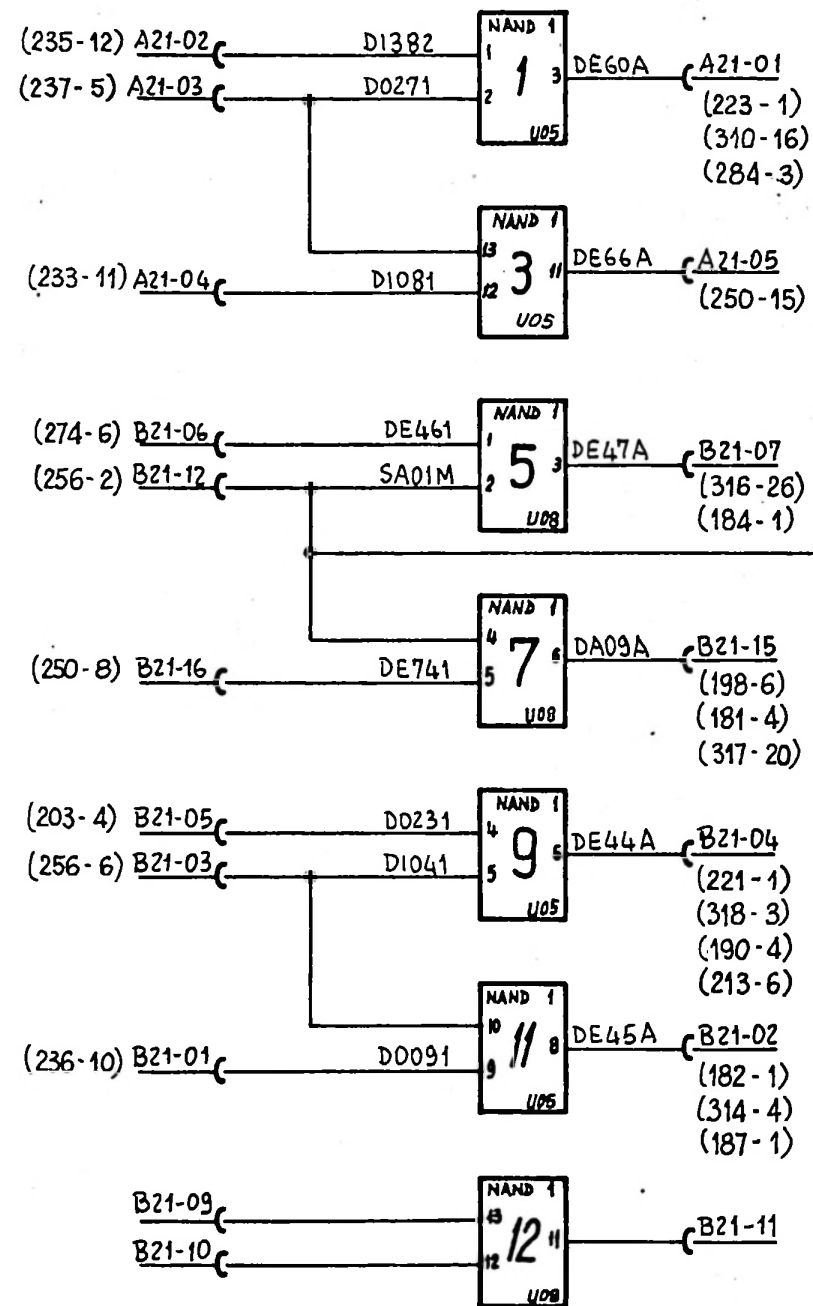 NAND 1
(235-12) A21-02 D1382 1 1 3 DE60A A21-01
(237-5) A21-03 D0271 2 (223-1)
U05 (310-16)
(284-3)
NAND 1
13 3 11 DE66A A21-05
(233-11) A21-04 D1081 12 (250-15)
U05
NAND 1
(274-6) B21-06 DE461 1 5 3 DE47A B21-07
(256-2) B21-12 SA01M 2 (316-26)
U08 (184-1)
NAND 1
4 7 6 DA09A B21-15
(250-8) B21-16 DE741 5 (198-6)
U08 (181-4)
(317-20)
NAND 1
(203-4) B21-05 D0231 4 9 DE44A B21-04
(256-6) B21-03 D1041 5 (221-1)
U05 (318-3)
(190-4)
(213-6)
NAND 1
10 11 8 DE45A B21-02
(236-10) B21-01 D0091 9 (182-1)
(314-4)
(187-1)
NAND 1
B21-09 13 12 11 B21-11
B21-10 12
U08